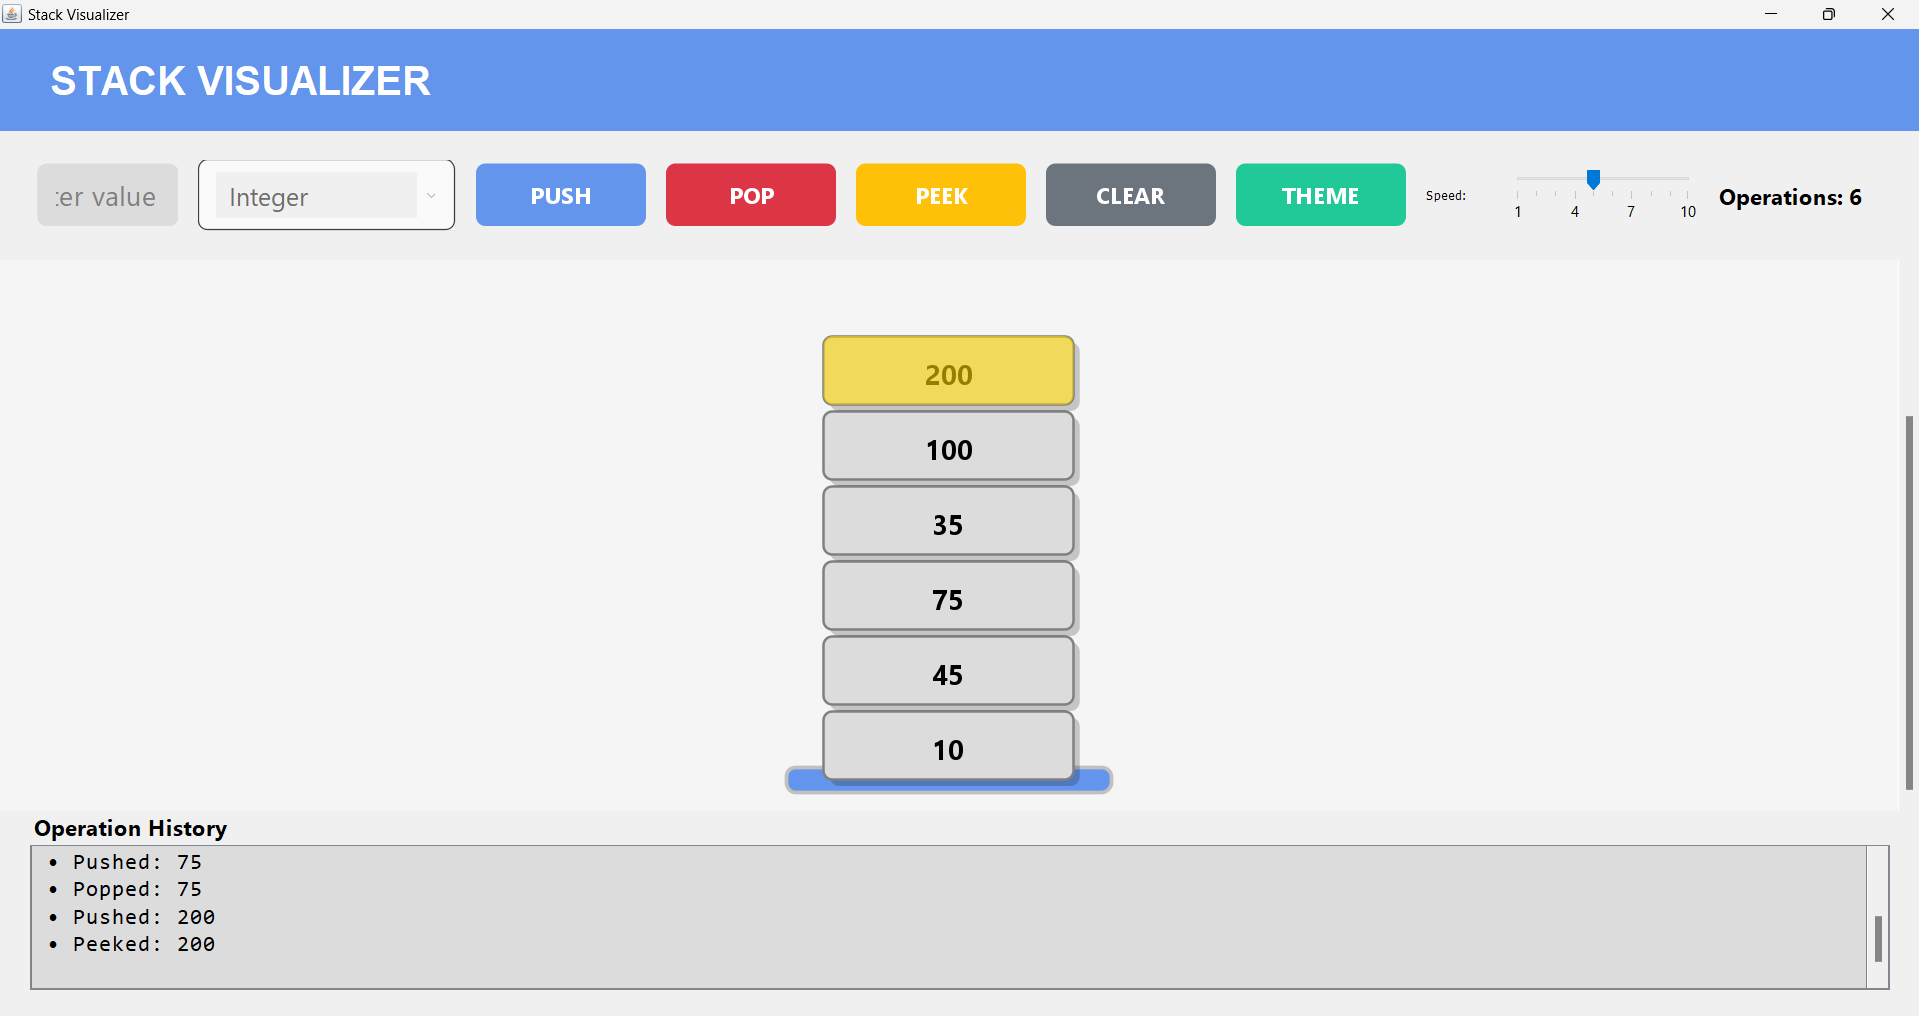 Stack Visualizer
STACK VISUALIZER
ter value
Integer
PUSH
POP
PEEK
CLEAR
THEME
Speed:
1 4 7 10
Operations: 6
200
100
35
75
45
10
Operation History
• Pushed: 75
• Popped: 75
• Pushed: 200
• Peeked: 200